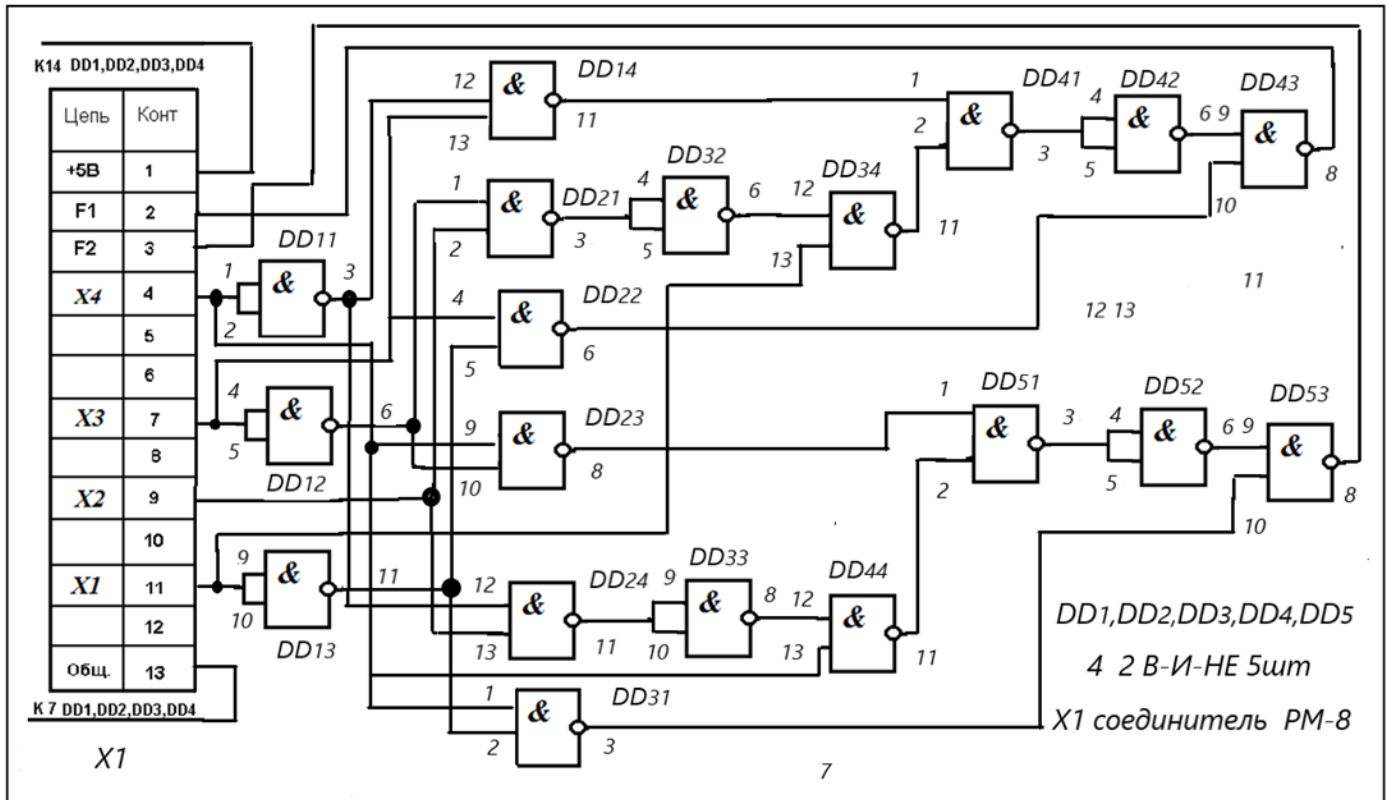 К14 DD1,DD2,DD3,DD4
Цепь Конт
+5В 1
F1 2
F2 3
X4 4
5
6
X3 7
8
X2 9
10
X1 11
12
Общ. 13
К 7 DD1,DD2,DD3,DD4
X1
1
2
&
DD11
3
4
5
&
DD12
6
9
10
&
DD13
11
12
13
&
DD14
11
1
2
&
DD21
3
4
5
&
DD32
6
12
13
&
DD34
11
4
5
&
DD22
6
9
10
&
DD23
8
12
13
&
DD24
11
9
10
&
DD33
8
12
13
&
DD44
11
1
2
&
DD31
3
1
2
&
DD41
3
4
5
&
DD42
6 9
10
&
DD43
8
11
12 13
1
2
&
DD51
3
4
5
&
DD52
6 9
10
&
DD53
8
DD1,DD2,DD3,DD4,DD5
4 2 В-И-НЕ 5шт
X1 соединитель РМ-8
7